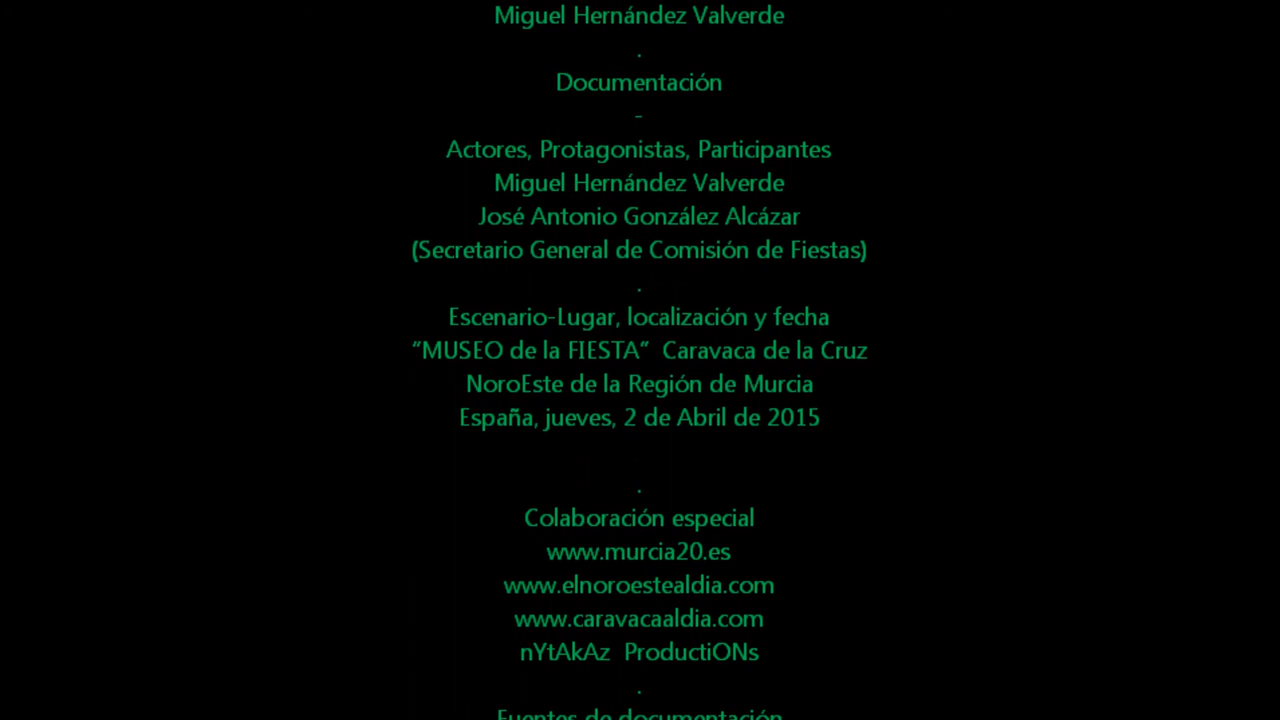 Miguel Hernández Valverde
.
Documentación
-
Actores, Protagonistas, Participantes
Miguel Hernández Valverde
José Antonio González Alcázar
(Secretario General de Comisión de Fiestas)
.
Escenario-Lugar, localización y fecha
“MUSEO de la FIESTA”  Caravaca de la Cruz
NoroEste de la Región de Murcia
España, jueves, 2 de Abril de 2015
.
Colaboración especial
www.murcia20.es
www.elnoroestealdia.com
www.caravacaaldia.com
nYtAkAz  ProductiONs
.
Fuentes de documentación